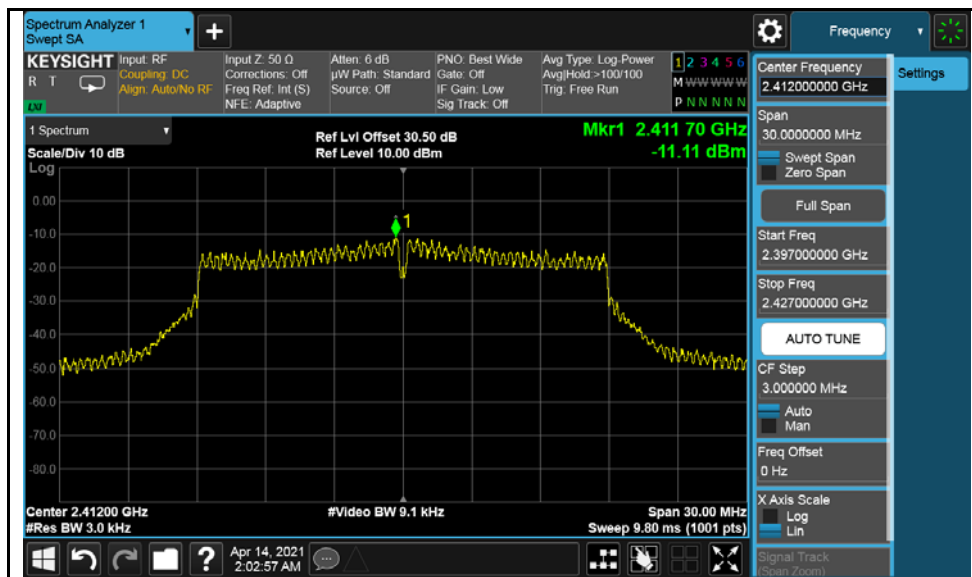 Spectrum Analyzer 1
Swept SA
+
Frequency
KEYSIGHT
R T
LXI
Input: RF
Coupling: DC
Align: Auto/No RF
Input Z: 50 Ω
Corrections: Off
Freq Ref: Int (S)
NFE: Adaptive
Atten: 6 dB
µW Path: Standard
Source: Off
PNO: Best Wide
Gate: Off
IF Gain: Low
Sig Track: Off
Avg Type: Log-Power
Avg|Hold:>100/100
Trig: Free Run
1 2 3 4 5 6
M W W W W W
P N N N N N
1 Spectrum
Scale/Div 10 dB
Log
Ref Lvl Offset 30.50 dB
Ref Level 10.00 dBm
Mkr1 2.411 70 GHz
-11.11 dBm
0.00
-10.0
-20.0
-30.0
-40.0
-50.0
-60.0
-70.0
-80.0
1
Center 2.41200 GHz
#Res BW 3.0 kHz
#Video BW 9.1 kHz
Span 30.00 MHz
Sweep 9.80 ms (1001 pts)
Center Frequency
2.412000000 GHz
Span
30.0000000 MHz
Swept Span
Zero Span
Full Span
Start Freq
2.397000000 GHz
Stop Freq
2.427000000 GHz
AUTO TUNE
CF Step
3.000000 MHz
Auto
Man
Freq Offset
0 Hz
X Axis Scale
Log
Lin
Signal Track
(Span Zoom)
Settings
?
Apr 14, 2021
2:02:57 AM